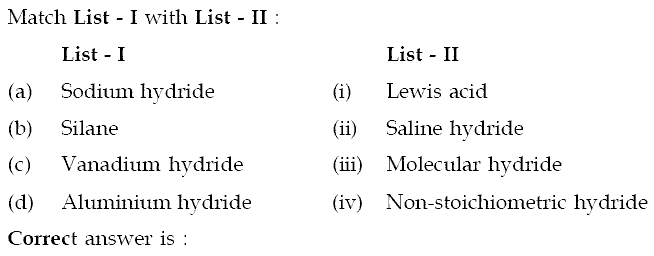 Match List - I with List - II :
List - I List - II
(a) Sodium hydride (i) Lewis acid
(b) Silane (ii) Saline hydride
(c) Vanadium hydride (iii) Molecular hydride
(d) Aluminium hydride (iv) Non-stoichiometric hydride
Correct answer is :